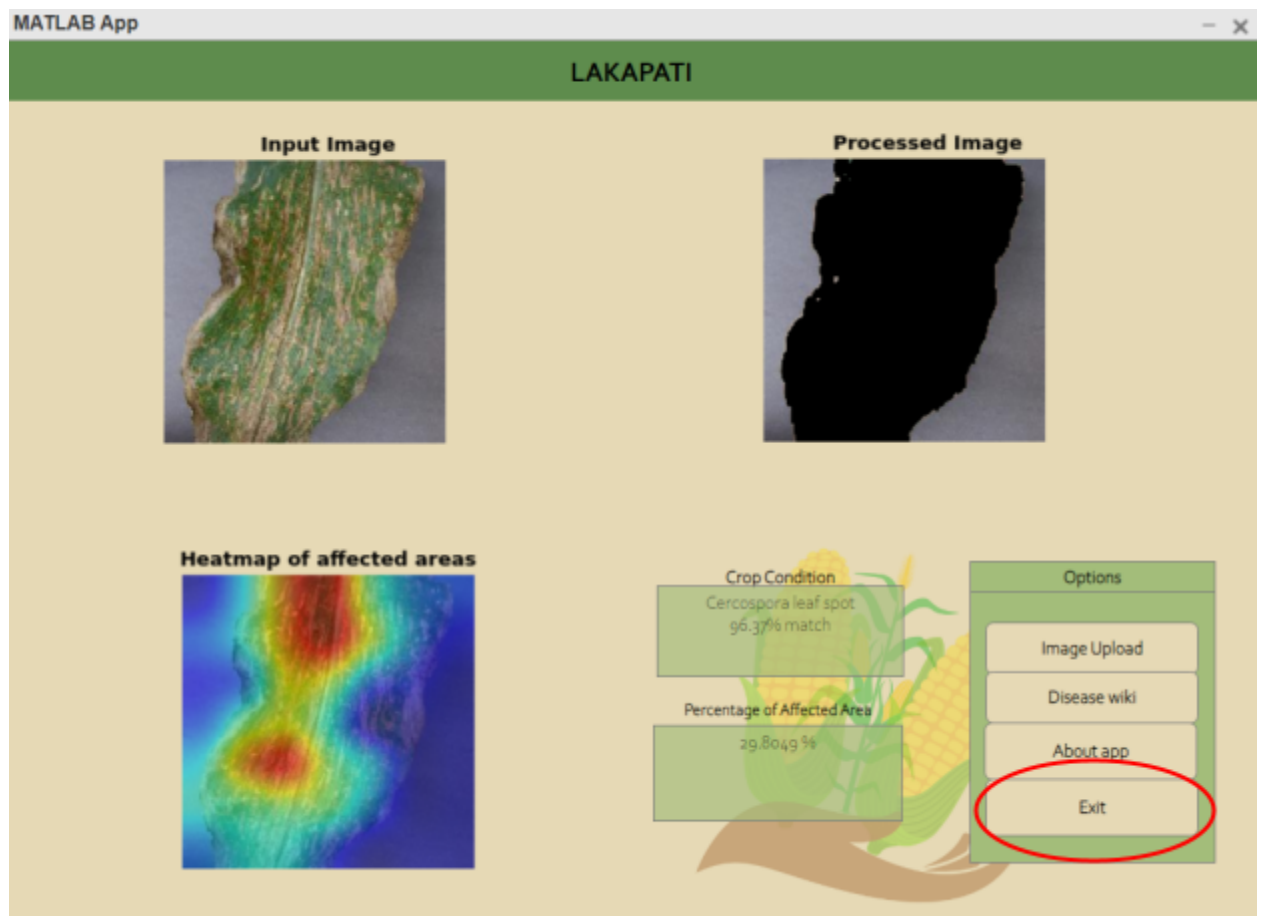 MATLAB App
LAKAPATI
Input Image
Processed Image
Heatmap of affected areas
Crop Condition
Cercospora leaf spot
96.37% match
Percentage of Affected Area
29.8049 %
Options
Image Upload
Disease wiki
About app
Exit